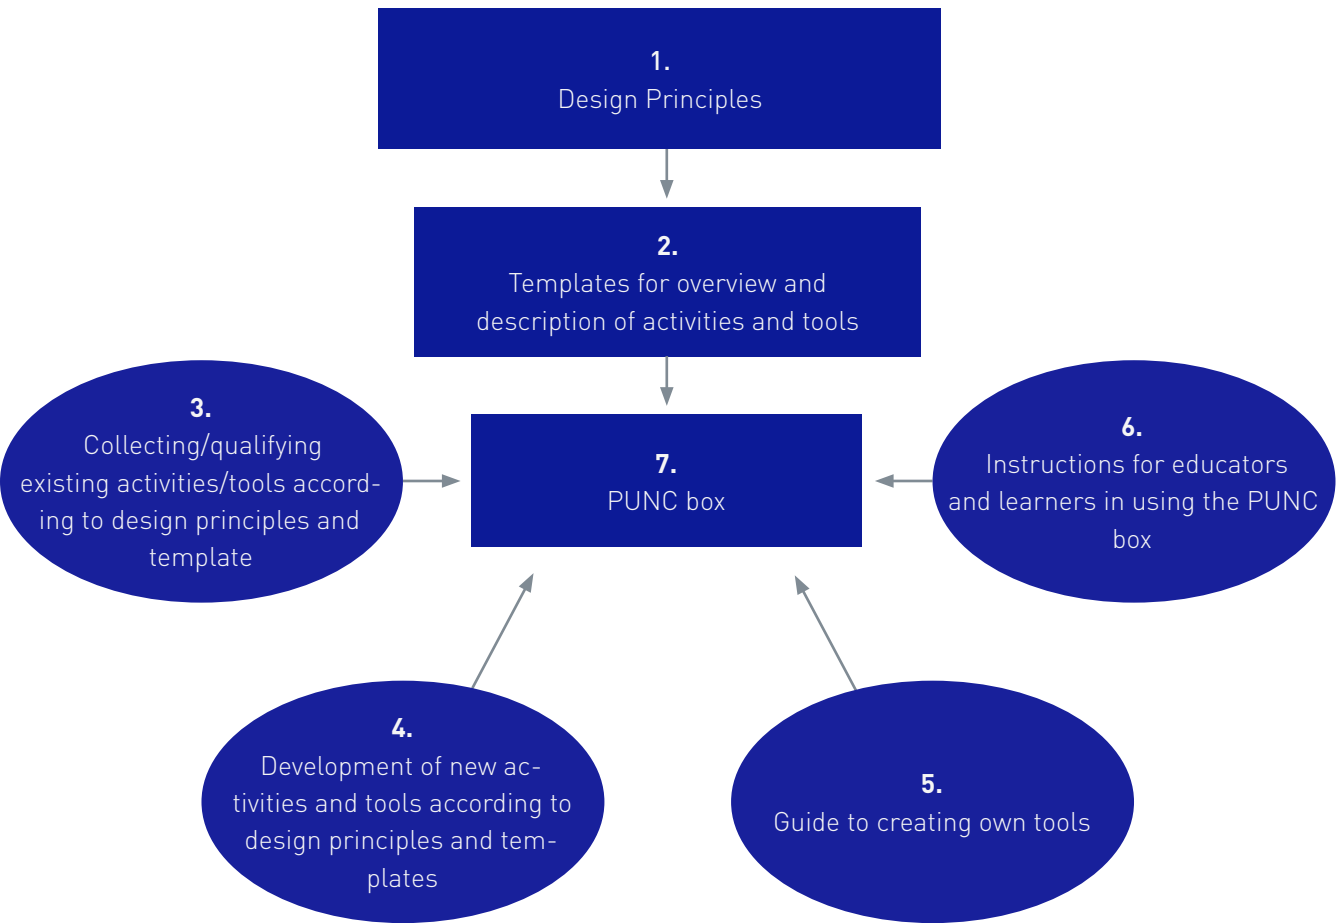 1.
Design Principles
2.
Templates for overview and
description of activities and tools
3.
Collecting/qualifying
existing activities/tools accord-
ing to design principles and
template
7.
PUNC box
6.
Instructions for educators
and learners in using the PUNC
box
4.
Development of new ac-
tivities and tools according to
design principles and tem-
plates
5.
Guide to creating own tools